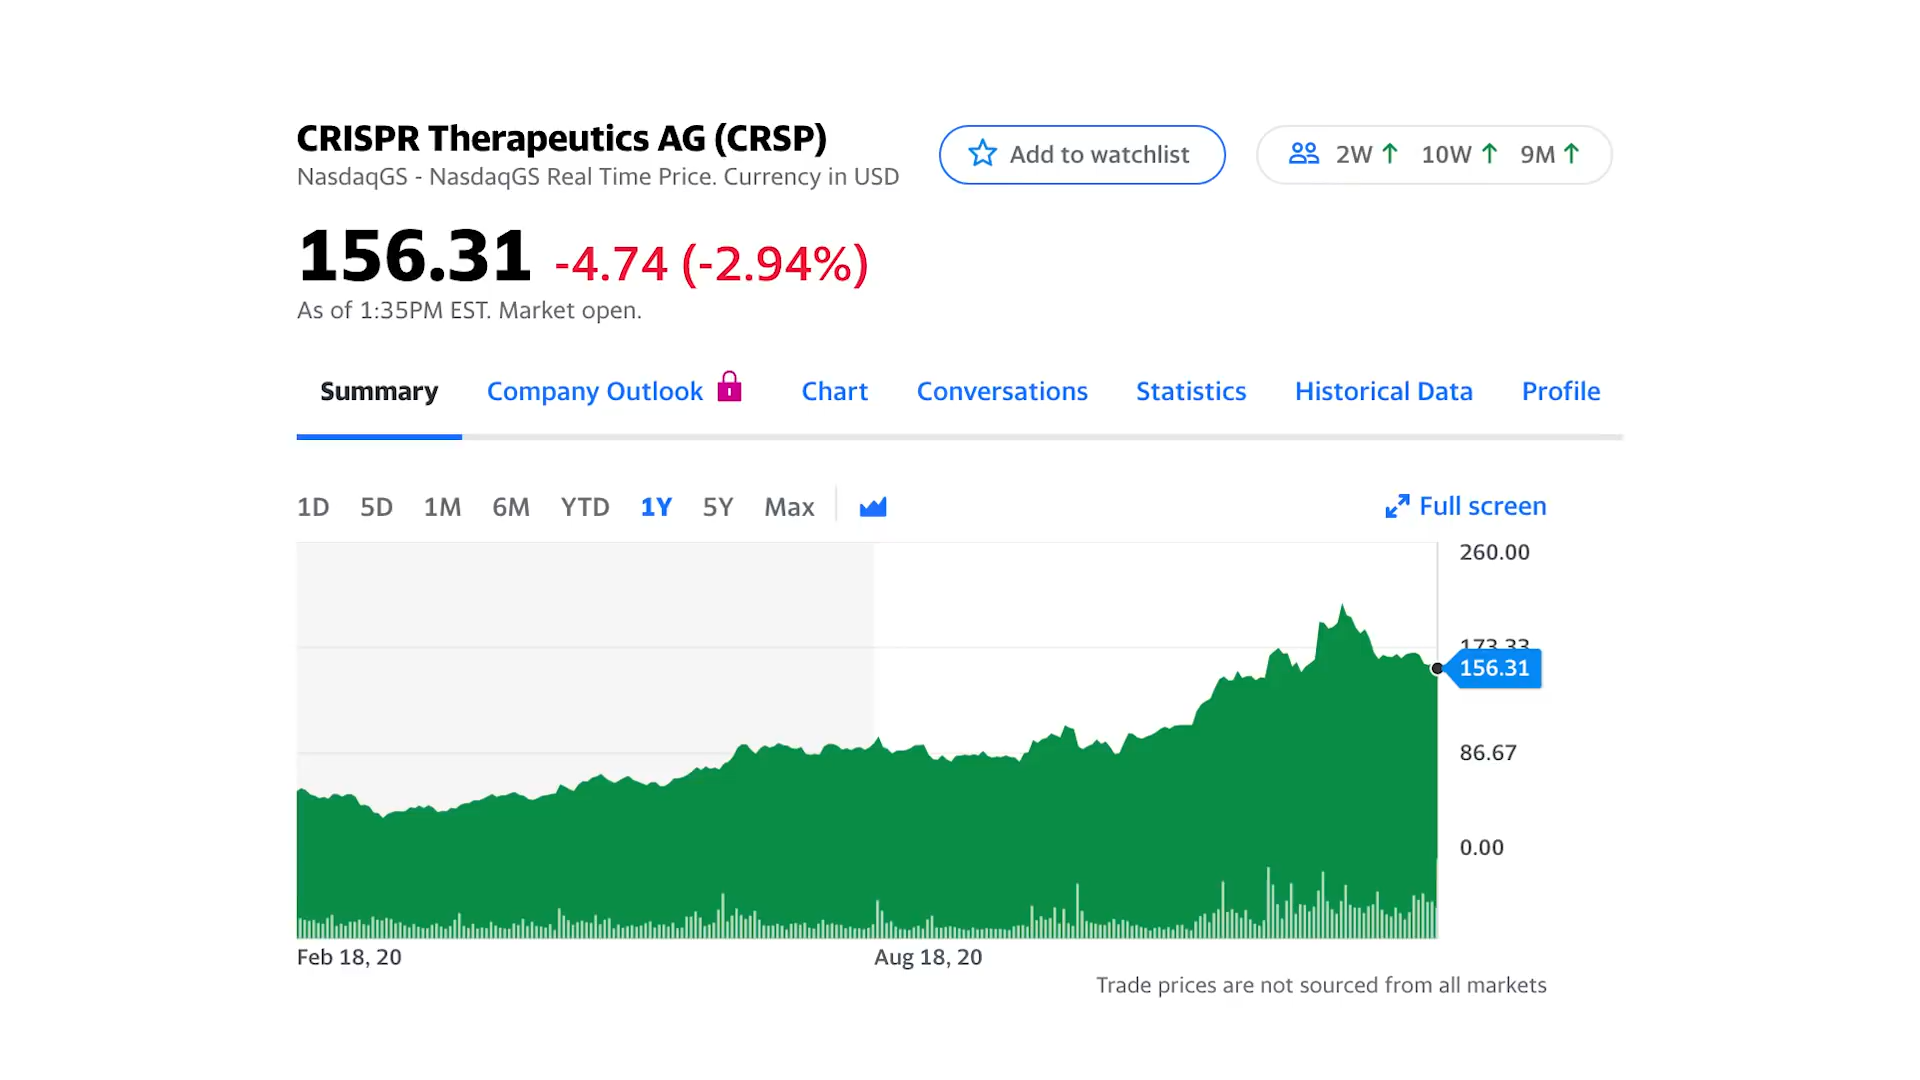 CRISPR Therapeutics AG (CRSP)
NasdaqGS - NasdaqGS Real Time Price. Currency in USD
Add to watchlist
2W 10W 9M
156.31 -4.74 (-2.94%)
As of 1:35PM EST. Market open.
Summary Company Outlook Chart Conversations Statistics Historical Data Profile
1D 5D 1M 6M YTD 1Y 5Y Max
Full screen
260.00
173.33
156.31
86.67
0.00
Feb 18, 20
Aug 18, 20
Trade prices are not sourced from all markets